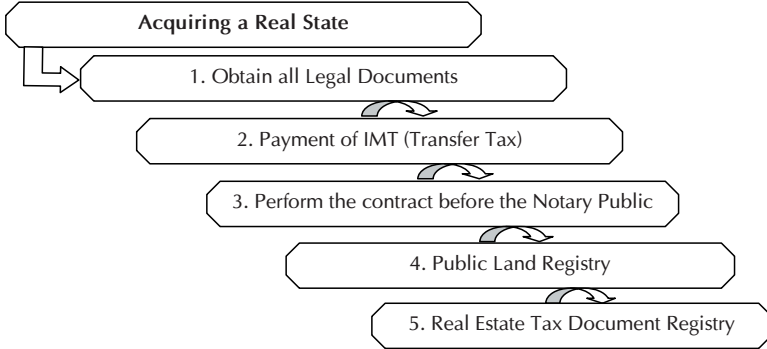 Acquiring a Real State
1. Obtain all Legal Documents
2. Payment of IMT (Transfer Tax)
3. Perform the contract before the Notary Public
4. Public Land Registry
5. Real Estate Tax Document Registry